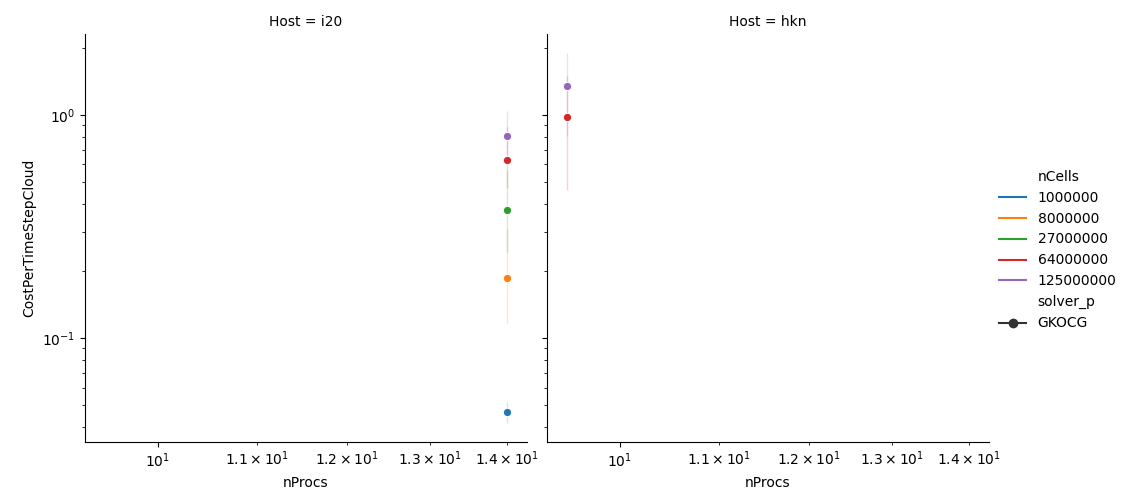 Host = i20
Host = hkn
CostPerTimeStepCloud
10⁰
10⁻¹
10¹
1.1 × 10¹
1.2 × 10¹
1.3 × 10¹
1.4 × 10¹
nProcs
10¹
1.1 × 10¹
1.2 × 10¹
1.3 × 10¹
1.4 × 10¹
nProcs
nCells
1000000
8000000
27000000
64000000
125000000
solver_p
GKOCG